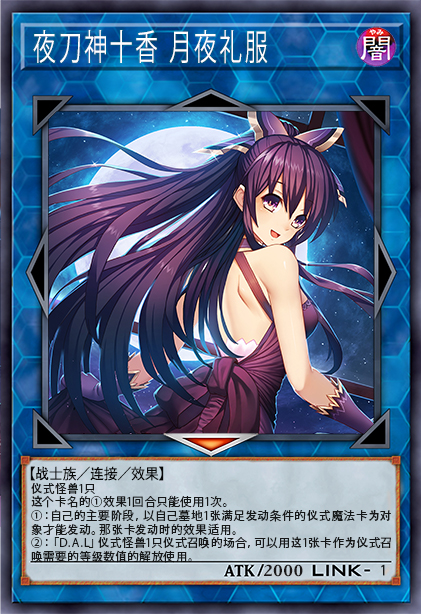 夜刀神十香 月夜礼服
やみ
闇
【战士族／连接／效果】
仪式怪兽1只
这个卡名的①效果1回合只能使用1次。
①：自己的主要阶段，以自己墓地1张满足发动条件的仪式魔法卡为对
象才能发动。那张卡发动时的效果适用。
②：「D.A.L」仪式怪兽1只仪式召唤的场合，可以用这1张卡作为仪式召
唤需要的等级数值的解放使用。
ATK/2000 LINK- 1